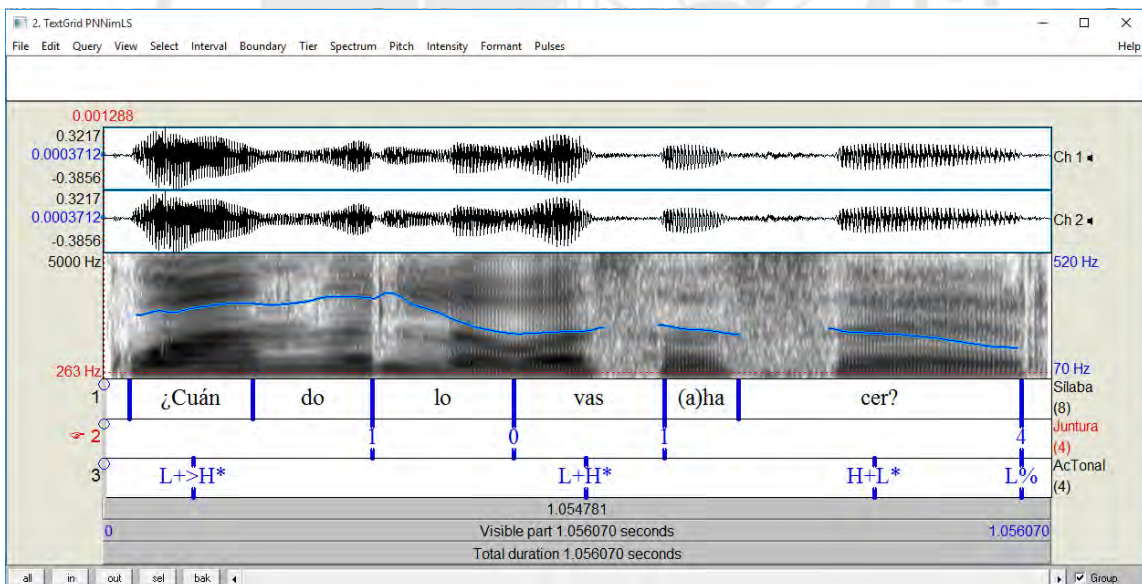 2. TextGrid PNNimLS
File Edit Query View Select Interval Boundary Tier Spectrum Pitch Intensity Formant Pulses Help
0.001288
0.3217
0.0003712
-0.3856
Ch 1
0.3217
0.0003712
-0.3856
Ch 2
5000 Hz 520 Hz
263 Hz 70 Hz
1 ¿Cuán do lo vas (a)ha cer? Sílaba
(8)
2 1 0 1 4 Juntura
(4)
3 L+>H* L+H* H+L* L% AcTonal
(4)
1.054781
0 Visible part 1.056070 seconds 1.056070
Total duration 1.056070 seconds
all in out sel bak Group